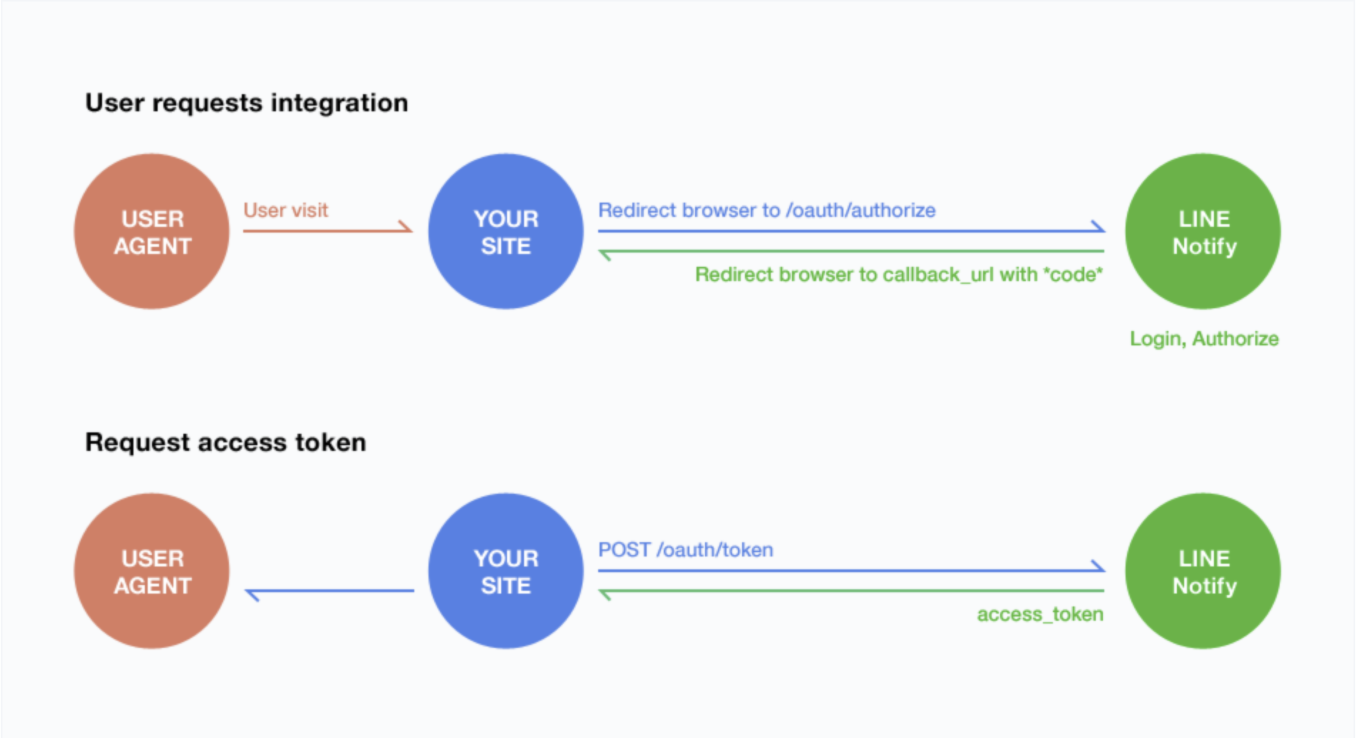 User requests integration
USER
AGENT
User visit
YOUR
SITE
Redirect browser to /oauth/authorize
Redirect browser to callback_url with *code*
LINE
Notify
Login, Authorize
Request access token
USER
AGENT
YOUR
SITE
POST /oauth/token
access_token
LINE
Notify